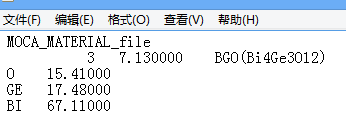 文件(F) 编辑(E) 格式(O) 查看(V) 帮助(H)
MOCA_MATERIAL_file
3 7.130000 BGO(Bi4Ge3O12)
O 15.41000
GE 17.48000
BI 67.11000